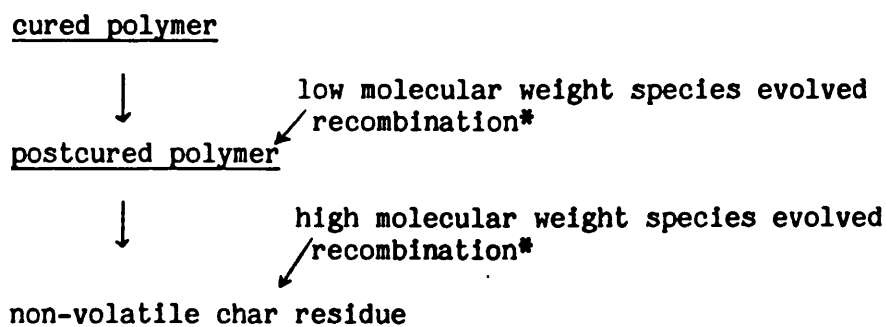 cured polymer
low molecular weight species evolved
recombination*
postcured polymer
high molecular weight species evolved
recombination*
non-volatile char residue